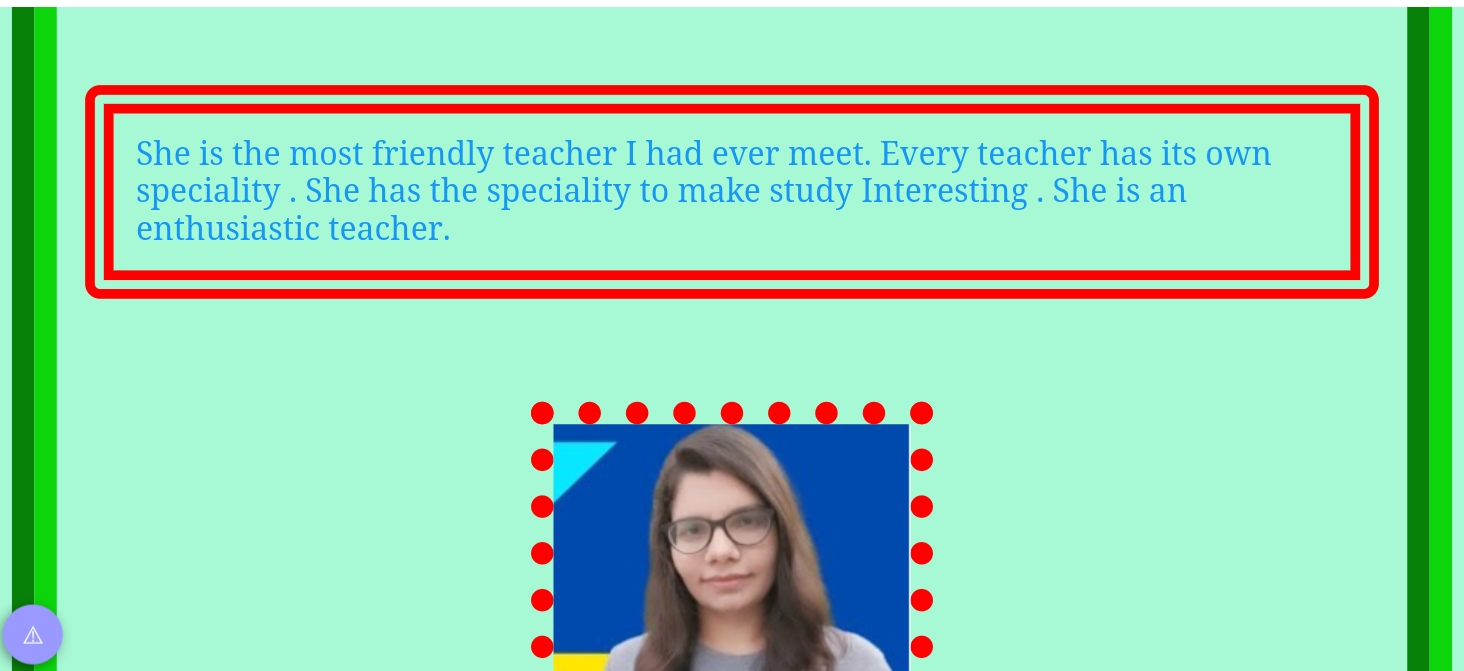 She is the most friendly teacher I had ever meet. Every teacher has its own
speciality . She has the speciality to make study Interesting . She is an
enthusiastic teacher.